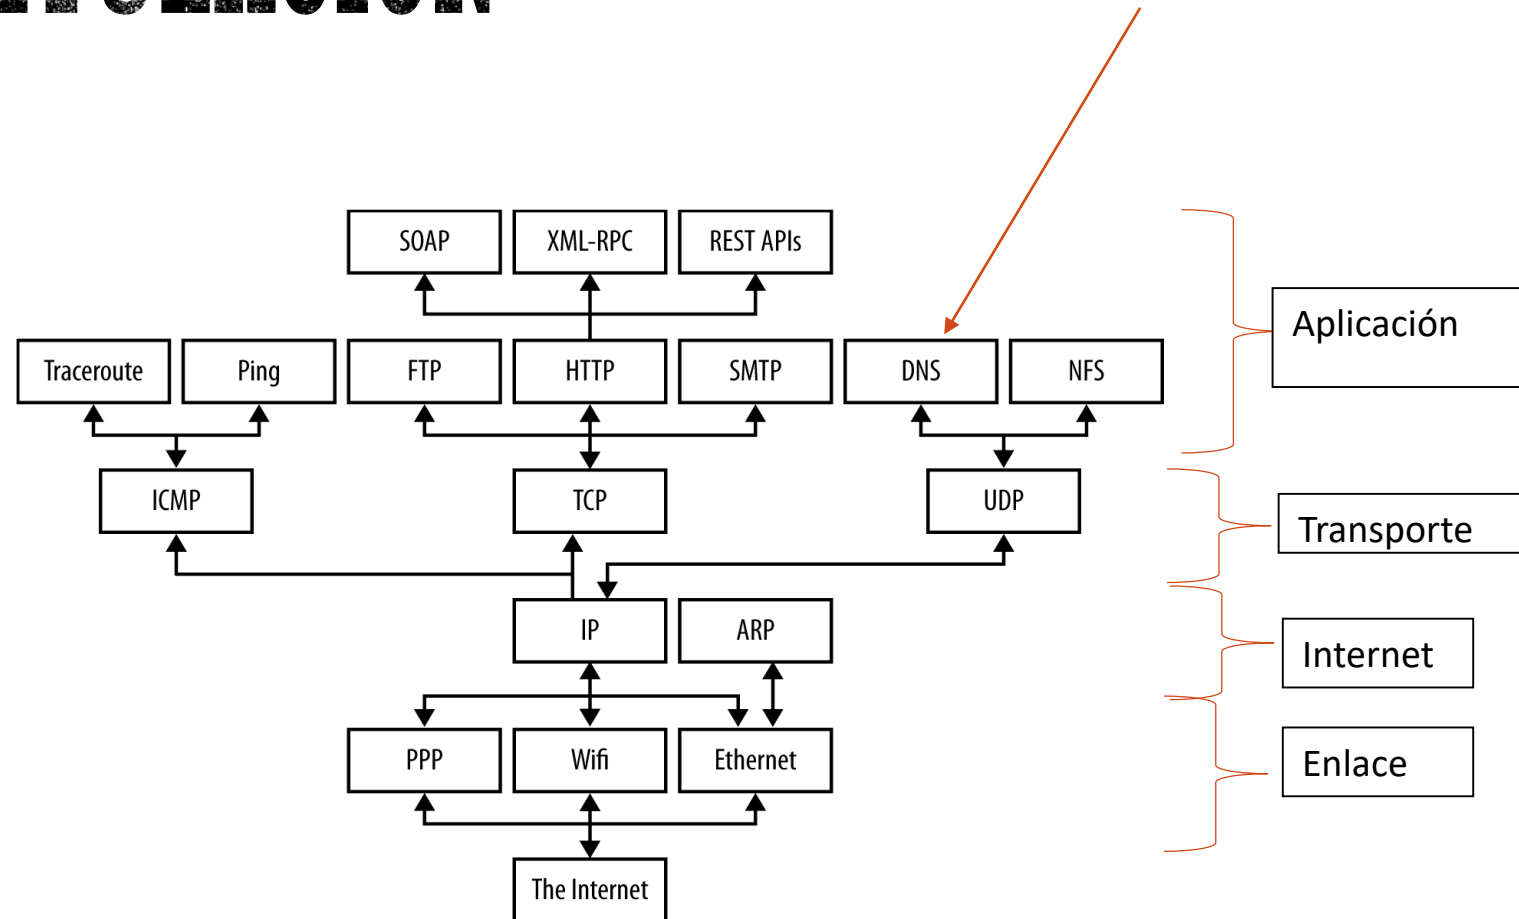 SOAP
XML-RPC
REST APIs
Aplicación
Traceroute
Ping
FTP
HTTP
SMTP
DNS
NFS
ICMP
TCP
UDP
Transporte
IP
ARP
Internet
PPP
Wifi
Ethernet
Enlace
The Internet